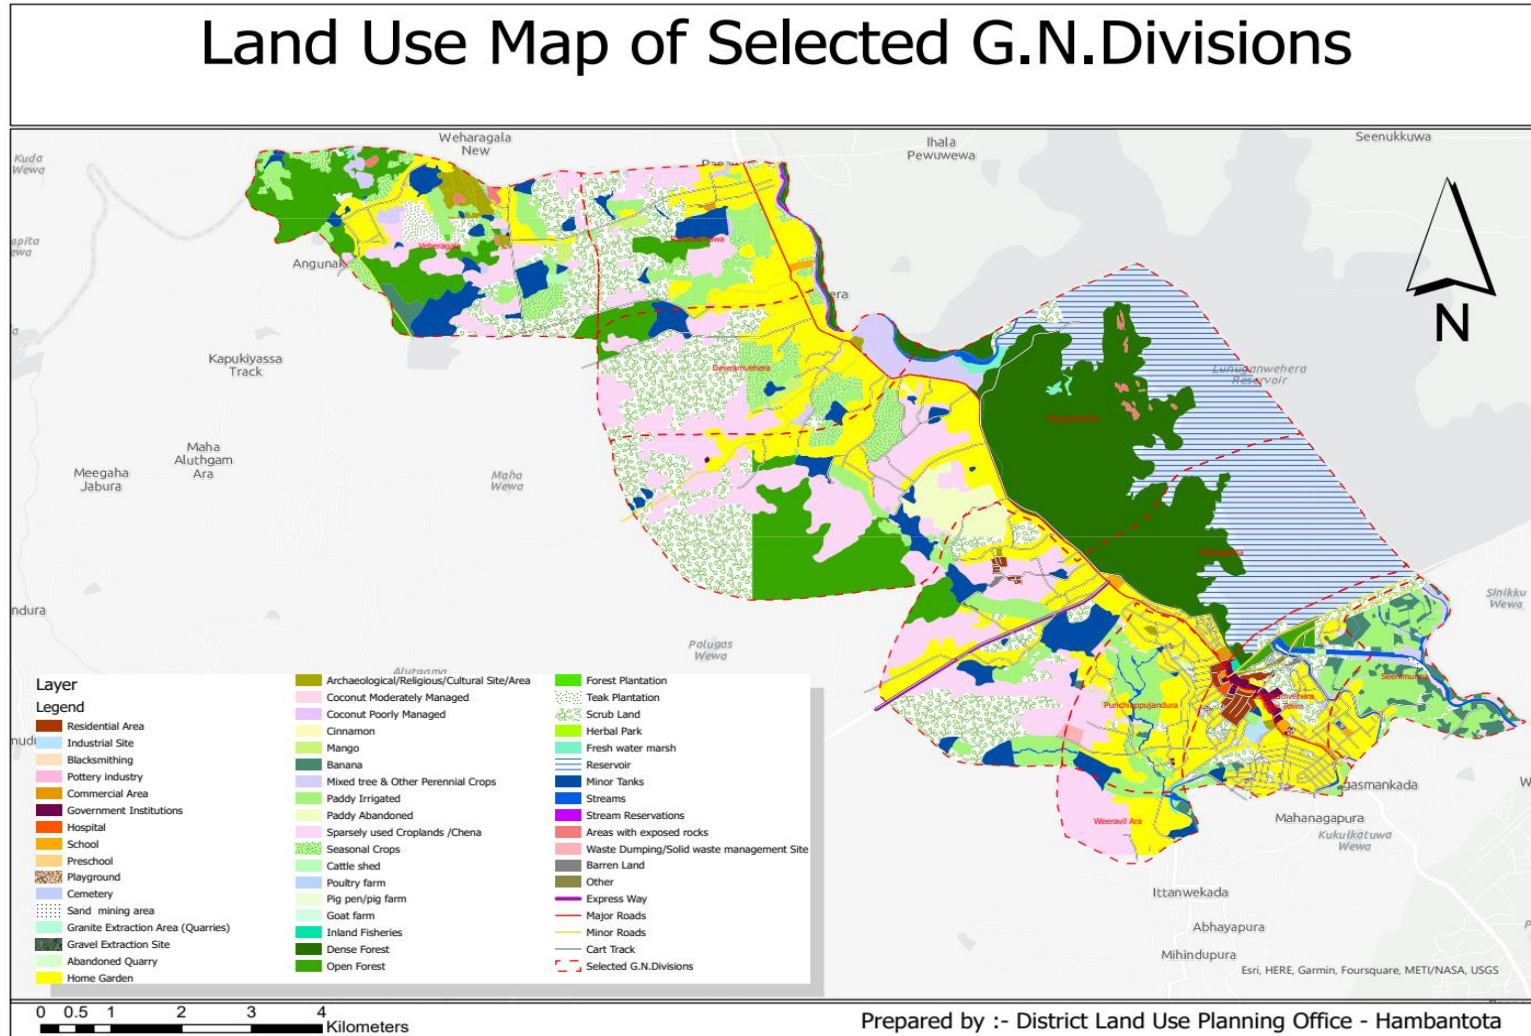 Land Use Map of Selected G.N.Divisions
Weharagala
New
Ihala
Pewuwewa
Seenukkuwa
Kuda
Wewa
Angunak
Veheragala
Kapukiyassa
Track
Dewramvehera
Lunuganwehera
Reservoir
N
Maha
Aluthgam
Ara
Meegaha
Jabura
Maha
Wewa
Sinikku
Wewa
ndura
Palugas
Wewa
Punchiappujandura
Weeravil Ara
gasmankada
Mahanagapura
Kukulkatuwa
Wewa
Ittanwekada
Abhayapura
Mihindupura
Esri, HERE, Garmin, Foursquare, METI/NASA, USGS
Layer
Legend
Residential Area
Industrial Site
Blacksmithing
Pottery industry
Commercial Area
Government Institutions
Hospital
School
Preschool
Playground
Cemetery
Sand mining area
Granite Extraction Area (Quarries)
Gravel Extraction Site
Abandoned Quarry
Home Garden
Archaeological/Religious/Cultural Site/Area
Coconut Moderately Managed
Coconut Poorly Managed
Cinnamon
Mango
Banana
Mixed tree & Other Perennial Crops
Paddy Irrigated
Paddy Abandoned
Sparsely used Croplands /Chena
Seasonal Crops
Cattle shed
Poultry farm
Pig pen/pig farm
Goat farm
Inland Fisheries
Dense Forest
Open Forest
Forest Plantation
Teak Plantation
Scrub Land
Herbal Park
Fresh water marsh
Reservoir
Minor Tanks
Streams
Stream Reservations
Areas with exposed rocks
Waste Dumping/Solid waste management Site
Barren Land
Other
Express Way
Major Roads
Minor Roads
Cart Track
Selected G.N.Divisions
0 0.5 1 2 3 4
Kilometers
Prepared by :- District Land Use Planning Office - Hambantota